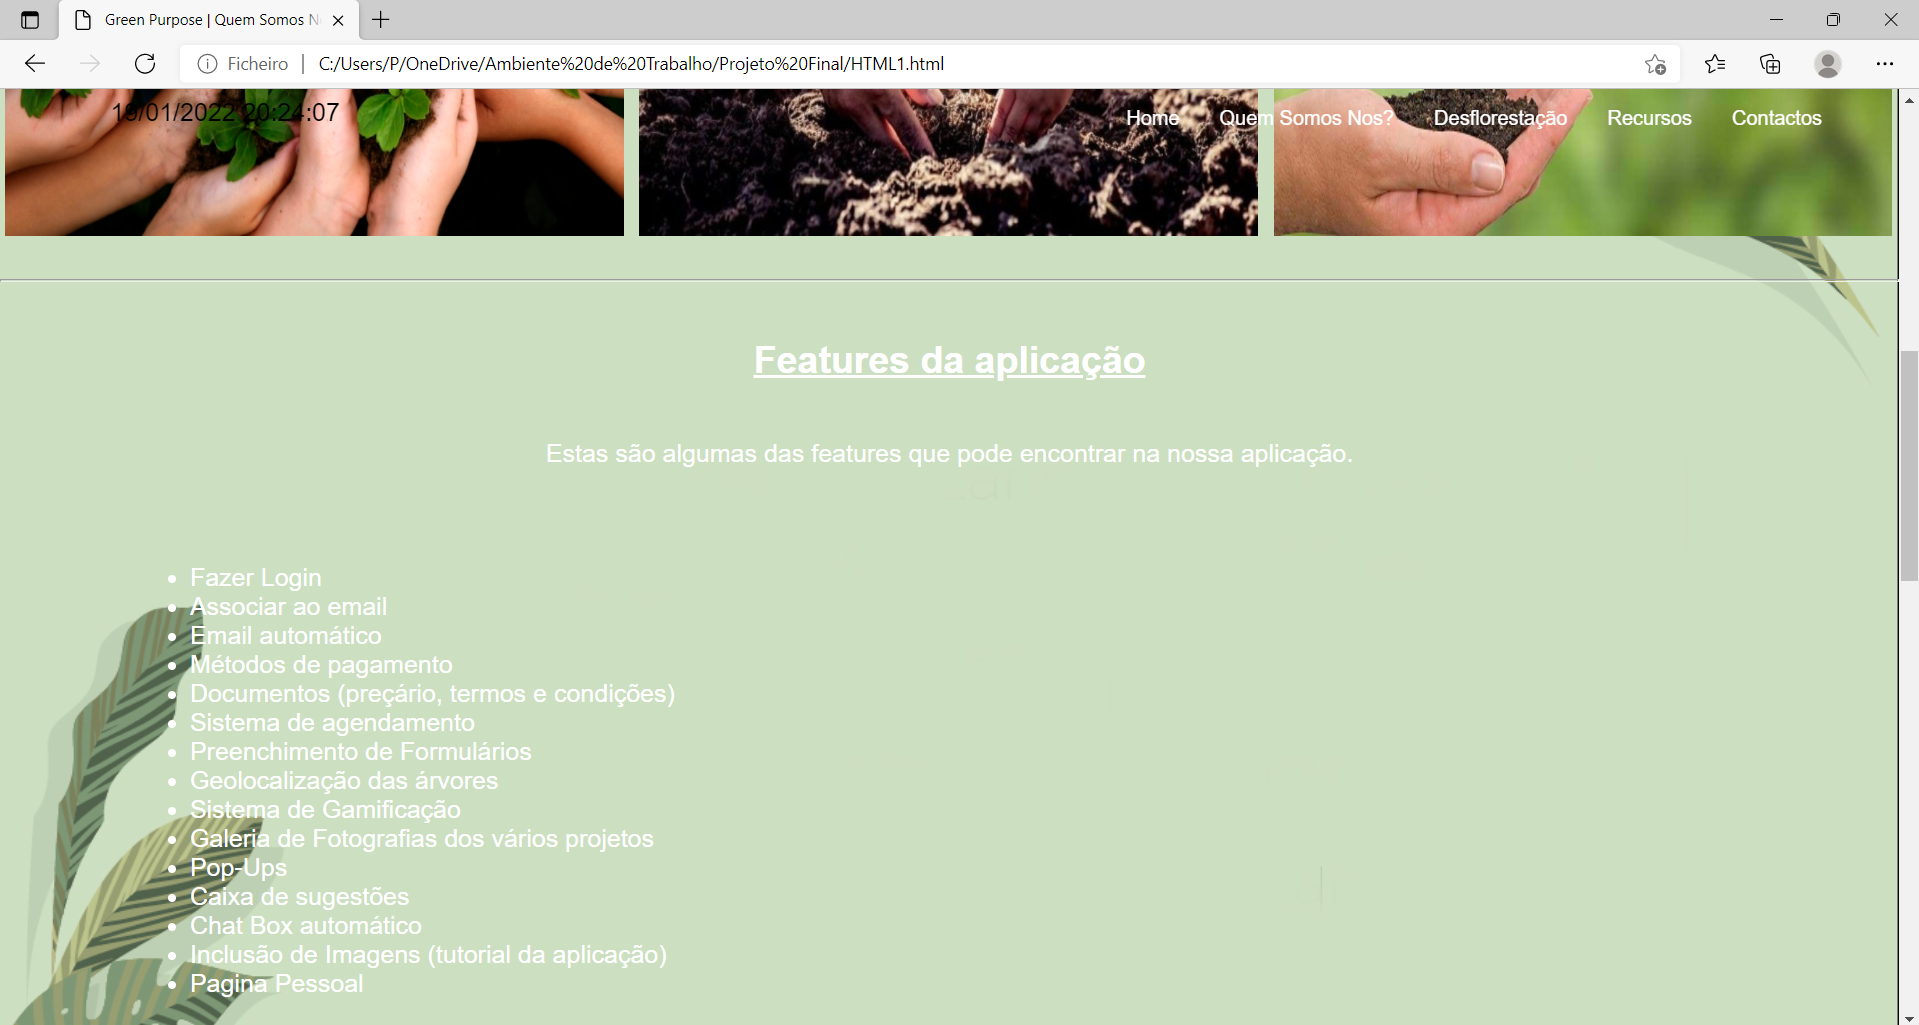 Green Purpose | Quem Somos N
Ficheiro
C:/Users/P/OneDrive/Ambiente%20de%20Trabalho/Projeto%20Final/HTML1.html
19/01/2022 20:24:07
Home Quem Somos Nos? Desflorestação Recursos Contactos
Features da aplicação
Estas são algumas das features que pode encontrar na nossa aplicação.
Fazer Login
Associar ao email
Email automático
Métodos de pagamento
Documentos (preçário, termos e condições)
Sistema de agendamento
Preenchimento de Formulários
Geolocalização das árvores
Sistema de Gamificação
Galeria de Fotografias dos vários projetos
Pop-Ups
Caixa de sugestões
Chat Box automático
Inclusão de Imagens (tutorial da aplicação)
Pagina Pessoal